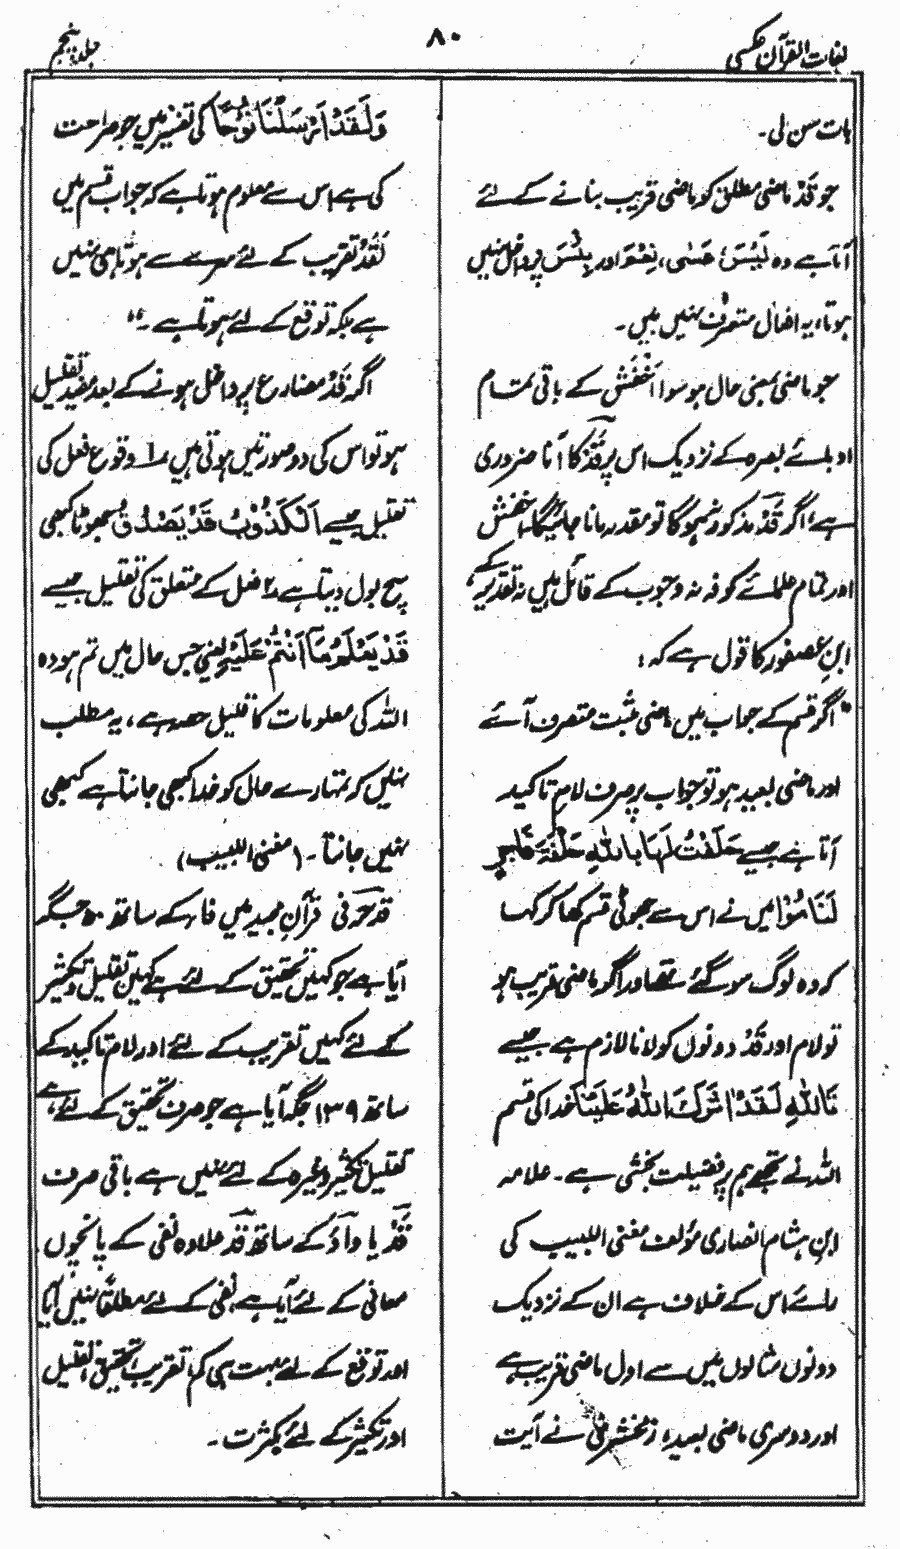 لغات القرآن عکسی
۸۰
جلد پنجم
بات سن لی۔
جو قَدْ ماضی مطلق کو ماضی قریب بنانے کے لئے
آتا ہے وہ لَیْسَ، عَسٰی، نِعْمَ اور بِئْسَ پر داخل نہیں
ہوتا، یہ افعال متصرف نہیں ہیں۔
جو ماضی بمعنی حال ہو سوا اَخْفَش کے باقی تمام
ادبائے بصرہ کے نزدیک اس پر قَدْ کا آنا ضروری
ہے، اگر قَدْ مذکور نہ ہوگا تو مقدر مانا جائیگا۔ اخفش
اور تمام علمائے کوفہ نہ وجوب کے قائل ہیں نہ تقدیر کے،
ابنِ عصفور کا قول ہے کہ:
"اگر قسم کے جواب میں ماضی مثبت متصرف آئے
اور ماضی بعید ہو تو جواب پر صرف لام تاکید
آتا ہے جیسے حَلَفْتُ لَهَا بِاللّٰهِ حَلْفَةَ فَاجِرٍ
لَنَامُوْا میں نے اس سے جھوٹی قسم کھا کر کہا
کہ وہ لوگ سو گئے تھے اور اگر ماضی قریب ہو
تو لام اور قَدْ دونوں کو لانا لازم ہے جیسے
تَاللّٰهِ لَقَدْ اٰثَرَكَ اللّٰهُ عَلَیْنَا خدا کی قسم
اللہ نے تجھے ہم پر فضیلت بخشی ہے۔ علامہ
ابنِ ہشام انصاری مؤلف مغنی اللبیب کی
رائے اس کے خلاف ہے ان کے نزدیک
دونوں مثالوں میں سے اول ماضی قریب ہے
اور دوسری ماضی بعید، زمخشری نے آیت
وَلَقَدْ اَرْسَلْنَا نُوْحًا کی تفسیر میں جو صراحت
کی ہے اس سے معلوم ہوتا ہے کہ جواب قسم میں
لَقَدْ تقریب کے لئے سرے سے ہوتا ہی نہیں
ہے بلکہ توقع کے لئے ہوتا ہے۔"
اگر قَدْ مضارع پر داخل ہونے کے بعد مفید تقلیل
ہو تو اس کی دو صورتیں ہوتی ہیں ۱ وقوع فعل کی
تقلیل جیسے اَلْكَذُوْبُ قَدْ یَصْدُقُ جھوٹا کبھی
سچ بول دیتا ہے ۲ فعل کے متعلق کی تقلیل جیسے
قَدْ یَعْلَمُ مَا اَنْتُمْ عَلَیْهِ یعنی جس حال میں تم ہو وہ
اللہ کی معلومات کا قلیل حصہ ہے، یہ مطلب
نہیں کہ تمہارے حال کو خدا کبھی جانتا ہے کبھی
نہیں جانتا۔ (مغنی اللبیب)
قد حرفی قرآن مجید میں فا کے ساتھ ۵۰ جگہ
آیا ہے جو کہیں تحقیق کے لئے ہے کہیں تقلیل و تکثیر
کے لئے کہیں تقریب کے لئے اور لام تاکید کے
ساتھ ۱۳۹ جگہ آیا ہے جو صرف تحقیق کے لئے ہے،
تقلیل تکثیر وغیرہ کے لئے نہیں ہے باقی صرف
قَدْ یا واؤ کے ساتھ قد علاوہ نفی کے پانچوں
معانی کے لئے آیا ہے نفی کے لئے مطلقاً نہیں آیا
اور توقع کے لئے بہت ہی کم، تقریب، تحقیق، تقلیل
اور تکثیر کے لئے بکثرت۔